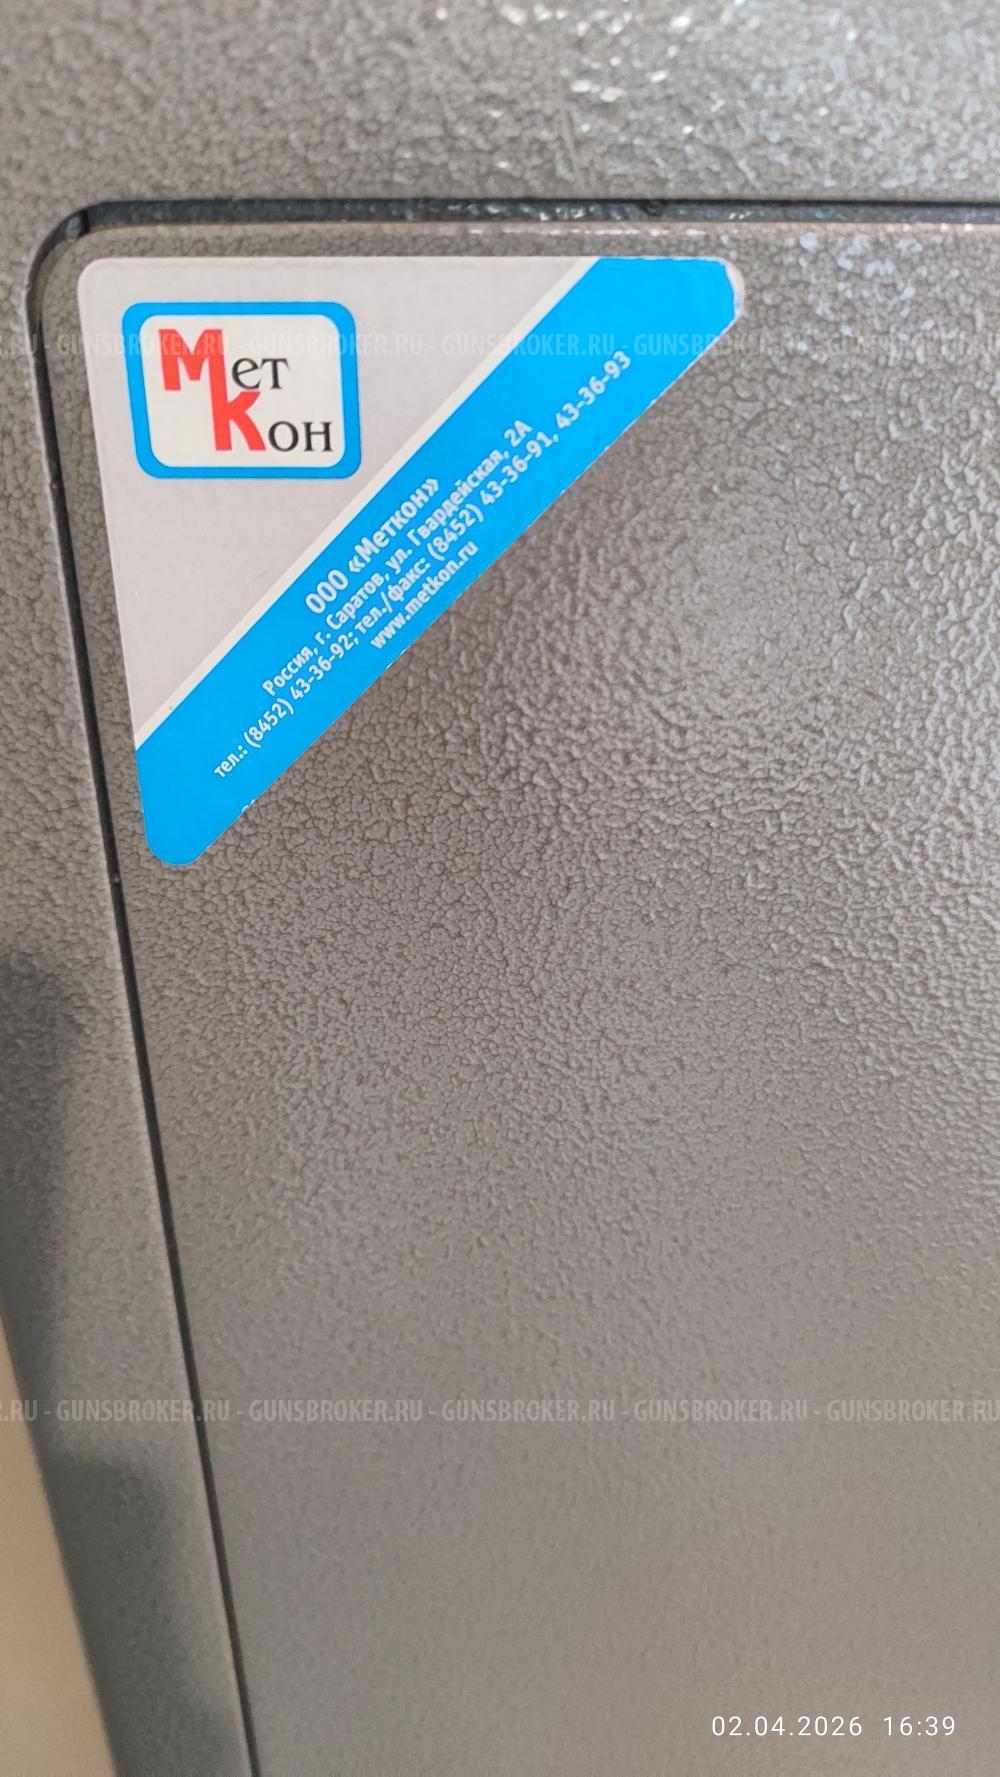 Мет
Кон
ООО «Меткон»
Россия, г. Саратов, ул. Гвардейская, 2А
тел.: (8452) 43-36-92; тел./факс: (8452) 43-36-91, 43-36-93
www.metkon.ru
.RU - GUNSBROKER.RU - GUNSBROKER.RU - GUNSBROKER.RU - GUNSBROKER.RU - GUNSBROKER.RU
.RU - GUNSBROKER.RU - GUNSBROKER.RU - GUNSBROKER.RU - GUNSBROKER.RU - GUNSBROKER.RU
02.04.2026 16:39